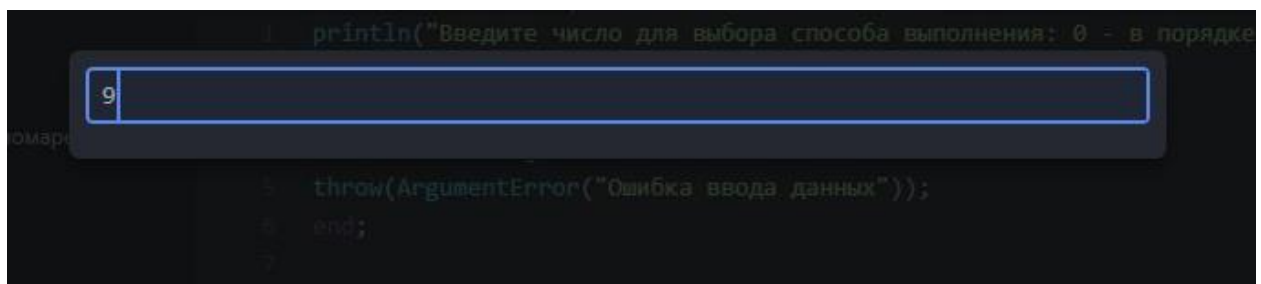 1 println("Введите число для выбора способа выполнения: 0 - в порядке
9
5 throw(ArgumentError("Ошибка ввода данных"));
6 end;
7